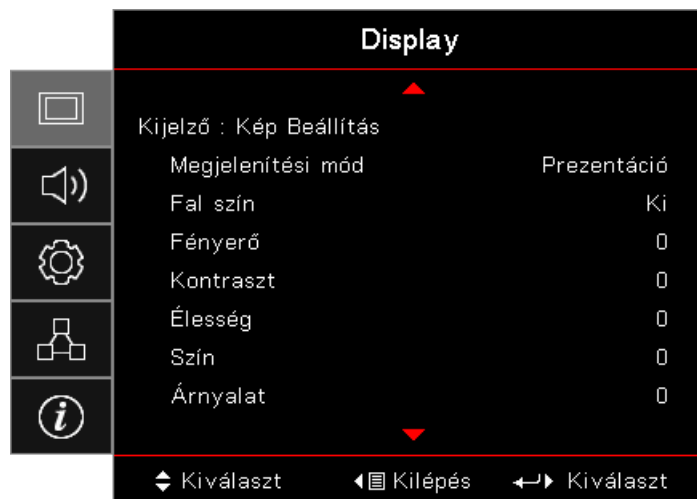 Display
Kijelző : Kép Beállítás
Megjelenítési mód Prezentáció
Fal szín Ki
Fényerő 0
Kontraszt 0
Élesség 0
Szín 0
Árnyalat 0
Kiválaszt Kilépés Kiválaszt